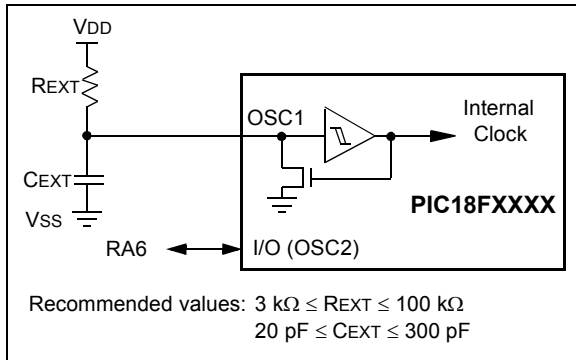 VDD
REXT
OSC1
Internal
Clock
CEXT
PIC18FXXXX
VSS
RA6
I/O (OSC2)
Recommended values: 3 kΩ ≤ REXT ≤ 100 kΩ
20 pF ≤ CEXT ≤ 300 pF